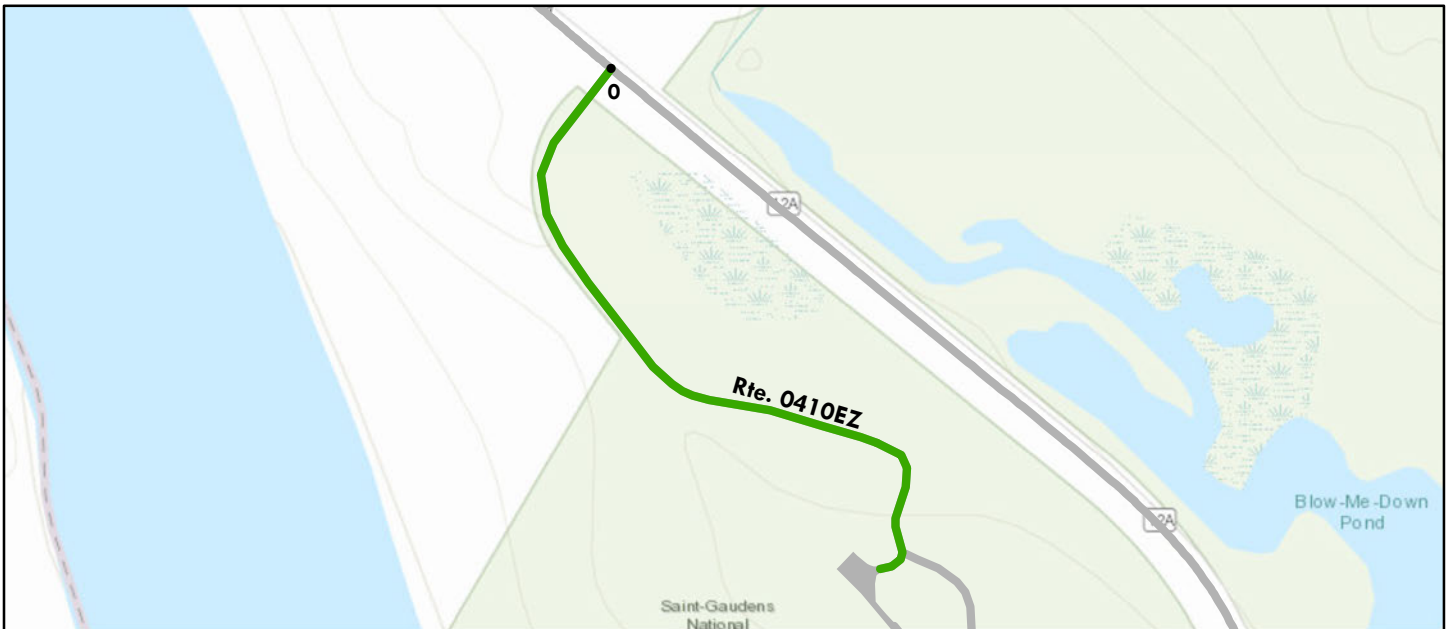 0
12A
Rte. 0410EZ
12A
Blow-Me-Down
Pond
Saint-Gaudens
National